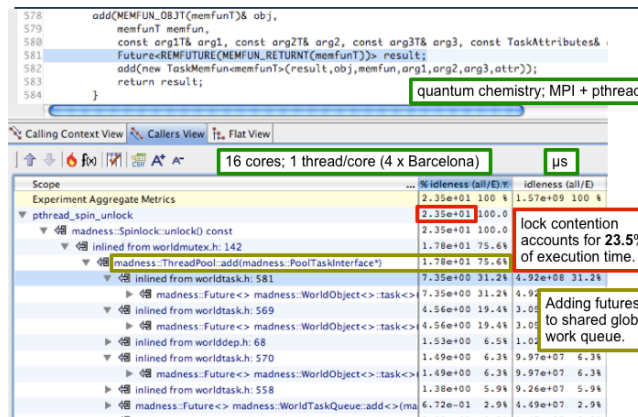 578 add(MEMFUN_OBJT(memfunT)& obj,
579 memfunT memfun,
580 const arg1T& arg1, const arg2T& arg2, const arg3T& arg3, const TaskAttributes&
581 Future<REMFUTURE(MEMFUN_RETURNT(memfunT))> result;
582 add(new TaskMemfun<memfunT>(result,obj,memfun,arg1,arg2,arg3,attr));
583 return result;
584 }
quantum chemistry; MPI + pthread
Calling Context View Callers View Flat View
f(x) A+ A-
16 cores; 1 thread/core (4 x Barcelona)
µs
Scope ... % idleness (all/E) idleness (all/E)
Experiment Aggregate Metrics 2.35e+01 100 % 1.57e+09 100 %
pthread_spin_unlock 2.35e+01 100.0
madness::Spinlock::unlock() const 2.35e+01 100.0
inlined from worldmutex.h: 142 1.78e+01 75.6%
madness::ThreadPool::add(madness::PoolTaskInterface*) 1.78e+01 75.6%
lock contention
accounts for 23.5%
of execution time.
inlined from worldtask.h: 581 7.35e+00 31.2% 4.92e+08 31.2%
madness::Future<> madness::WorldObject<>::task<>( 7.35e+00 31.2% 4.92
inlined from worldtask.h: 569 4.56e+00 19.4% 3.05
madness::Future<> madness::WorldObject<>::task<>( 4.56e+00 19.4% 3.05
inlined from worlddep.h: 68 1.53e+00 6.5% 1.02
Adding futures
to shared glob
work queue.
inlined from worldtask.h: 570 1.49e+00 6.3% 9.97e+07 6.3%
madness::Future<> madness::WorldObject<>::task<>( 1.49e+00 6.3% 9.97e+07 6.3%
inlined from worldtask.h: 558 1.38e+00 5.9% 9.26e+07 5.9%
madness::Future<> madness::WorldTaskQueue::add<>(ma 6.72e-01 2.9% 4.49e+07 2.9%